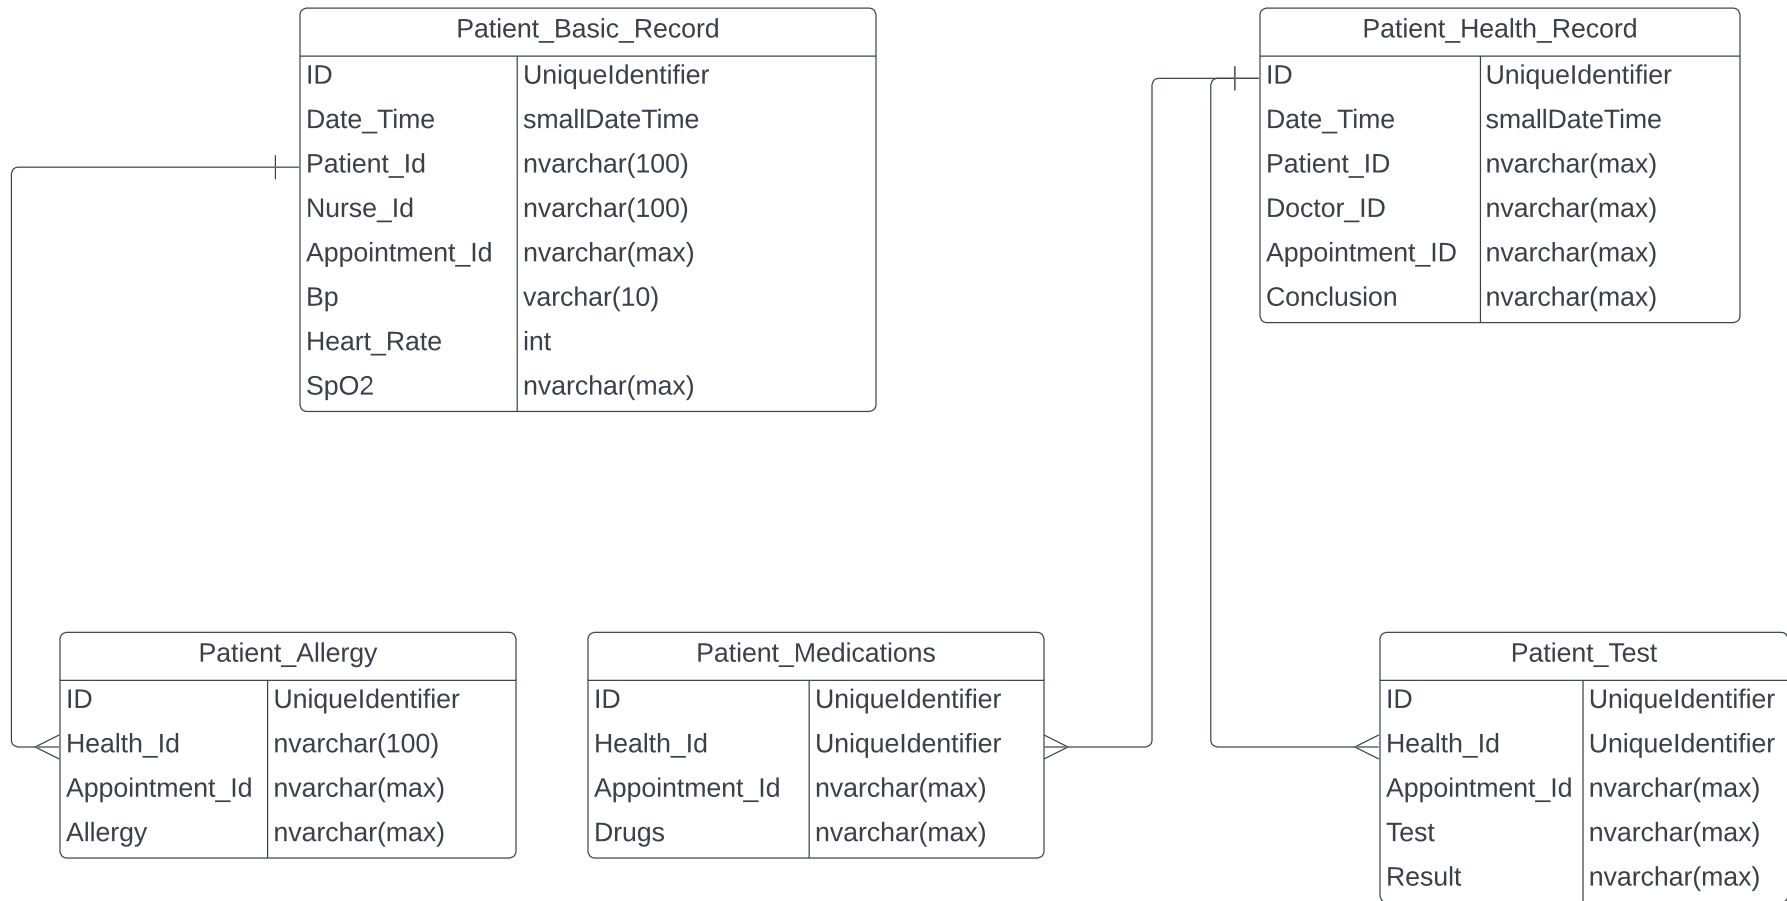 Patient_Basic_Record
ID UniqueIdentifier
Date_Time smallDateTime
Patient_Id nvarchar(100)
Nurse_Id nvarchar(100)
Appointment_Id nvarchar(max)
Bp varchar(10)
Heart_Rate int
SpO2 nvarchar(max)
Patient_Health_Record
ID UniqueIdentifier
Date_Time smallDateTime
Patient_ID nvarchar(max)
Doctor_ID nvarchar(max)
Appointment_ID nvarchar(max)
Conclusion nvarchar(max)
Patient_Allergy
ID UniqueIdentifier
Health_Id nvarchar(100)
Appointment_Id nvarchar(max)
Allergy nvarchar(max)
Patient_Medications
ID UniqueIdentifier
Health_Id UniqueIdentifier
Appointment_Id nvarchar(max)
Drugs nvarchar(max)
Patient_Test
ID UniqueIdentifier
Health_Id UniqueIdentifier
Appointment_Id nvarchar(max)
Test nvarchar(max)
Result nvarchar(max)